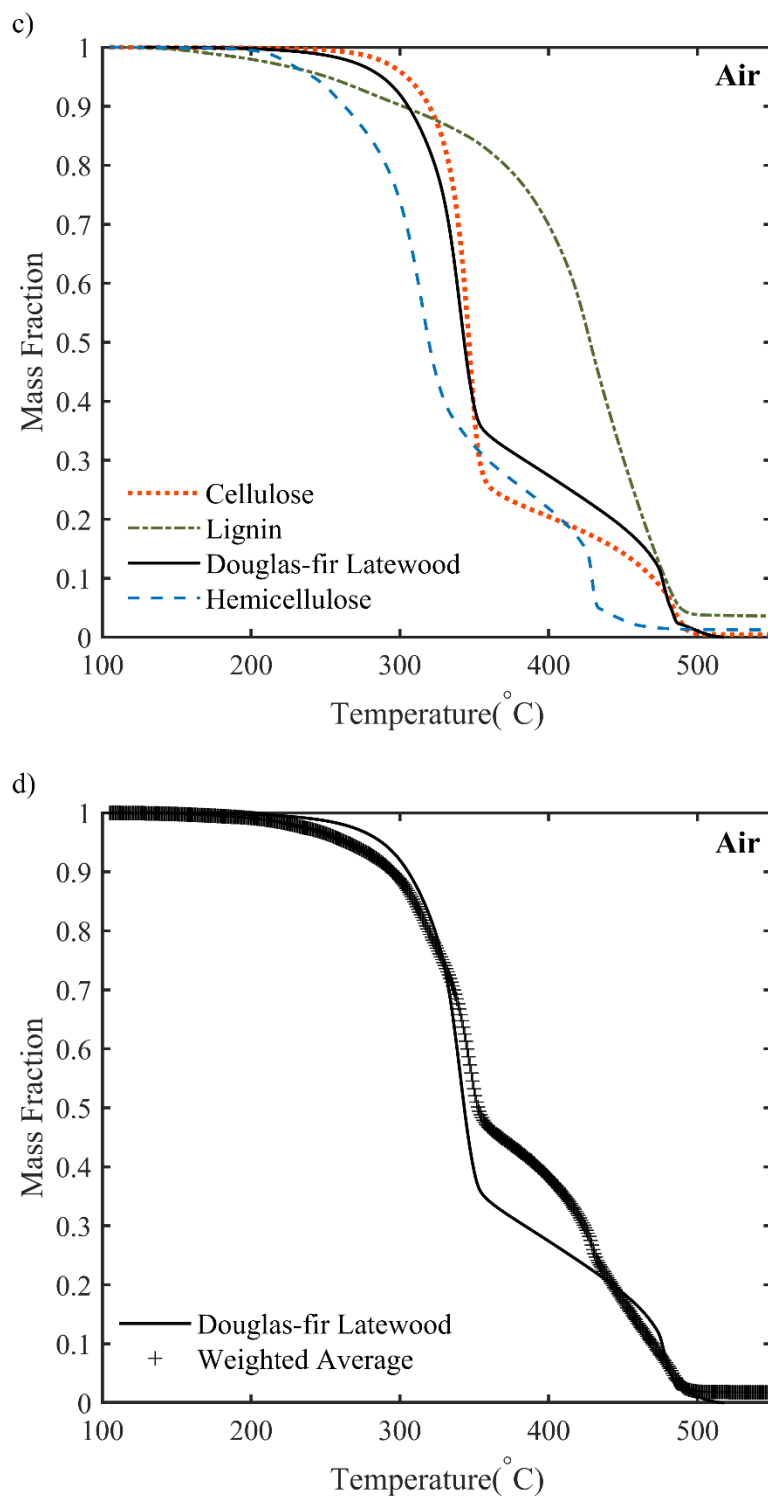 c)
1
Air
0.9
0.8
0.7
0.6
0.5
0.4
0.3
0.2
0.1
0
Mass Fraction
Cellulose
Lignin
Douglas-fir Latewood
Hemicellulose
100 200 300 400 500
Temperature(°C)
d)
1
Air
0.9
0.8
0.7
0.6
0.5
0.4
0.3
0.2
0.1
0
Mass Fraction
Douglas-fir Latewood
Weighted Average
100 200 300 400 500
Temperature(°C)